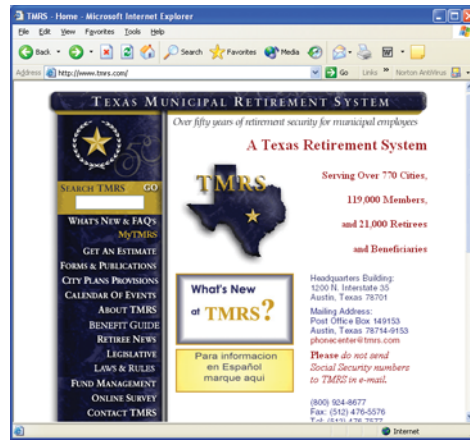 TMRS - Home - Microsoft Internet Explorer
File Edit View Favorites Tools Help
Back Search Favorites Media
Address http://www.tmrs.com/ Go Links » Norton AntiVirus
TEXAS MUNICIPAL RETIREMENT SYSTEM
Over fifty years of retirement security for municipal employees
A Texas Retirement System
TMRS
Serving Over 770 Cities,
119,000 Members,
and 21,000 Retirees
and Beneficiaries
SEARCH TMRS GO
WHAT'S NEW & FAQS
MYTMRS
GET AN ESTIMATE
FORMS & PUBLICATIONS
CITY PLANS PROVISIONS
CALENDAR OF EVENTS
ABOUT TMRS
BENEFIT GUIDE
RETIREE NEWS
LEGISLATIVE
LAWS & RULES
FUND MANAGEMENT
ONLINE SURVEY
CONTACT TMRS
What's New
at TMRS?
Para informacion
en Español
marque aqui
Headquarters Building:
1200 N. Interstate 35
Austin, Texas 78701
Mailing Address:
Post Office Box 149153
Austin, Texas 78714-9153
phonecenter@tmrs.com
Please do not send
Social Security numbers
to TMRS in e-mail.
(800) 924-8677
Fax: (512) 476-5576
Tel: (512) 476-7577
Internet